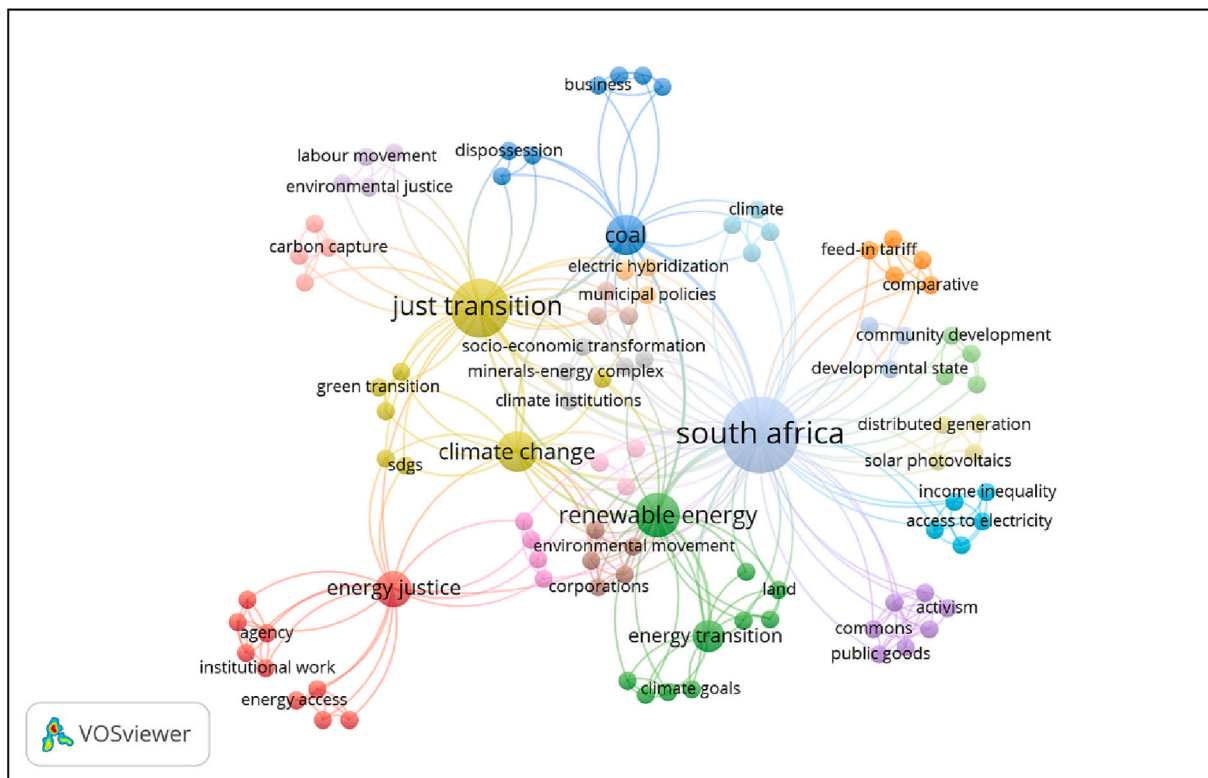 business
labour movement
dispossession
environmental justice
climate
carbon capture
coal
feed-in tariff
electric hybridization
comparative
just transition
municipal policies
community development
socio-economic transformation
minerals-energy complex
developmental state
green transition
climate institutions
distributed generation
south africa
climate change
solar photovoltaics
sdgs
income inequality
renewable energy
access to electricity
environmental movement
energy justice
corporations
land
activism
agency
energy transition
commons
public goods
institutional work
climate goals
energy access
VOSviewer